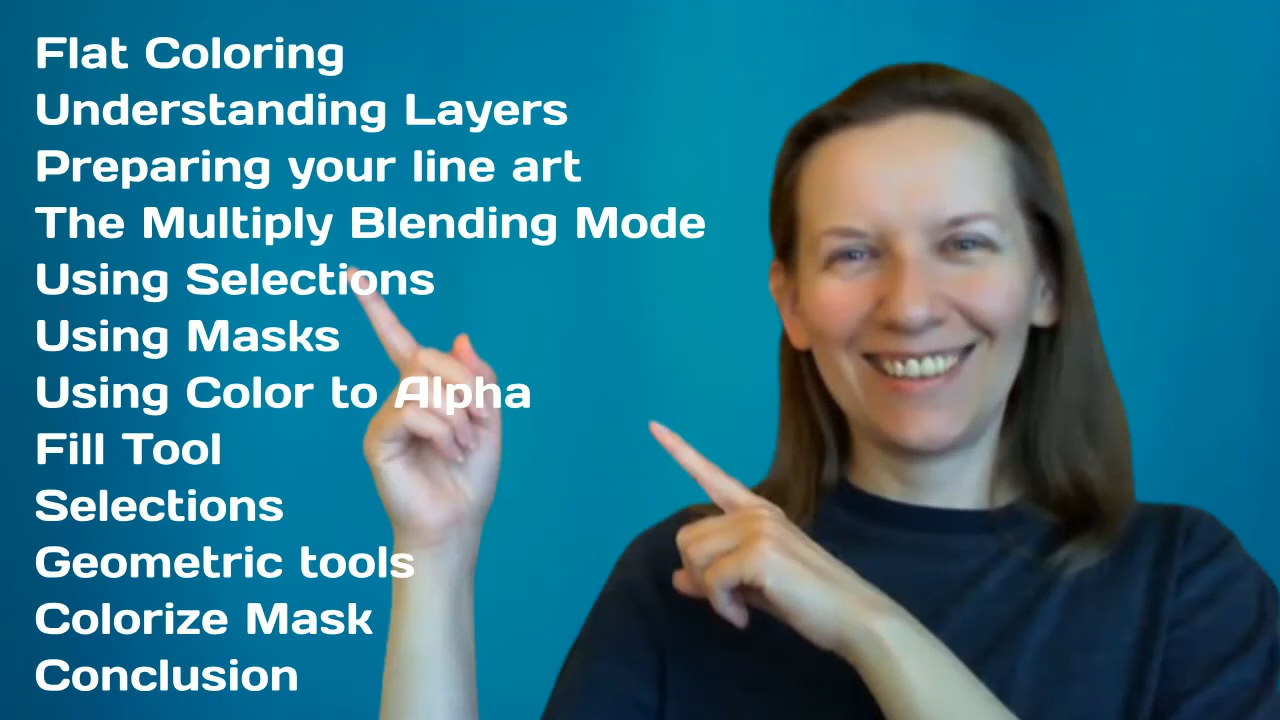 Flat Coloring
Understanding Layers
Preparing your line art
The Multiply Blending Mode
Using Selections
Using Masks
Using Color to Alpha
Fill Tool
Selections
Geometric tools
Colorize Mask
Conclusion